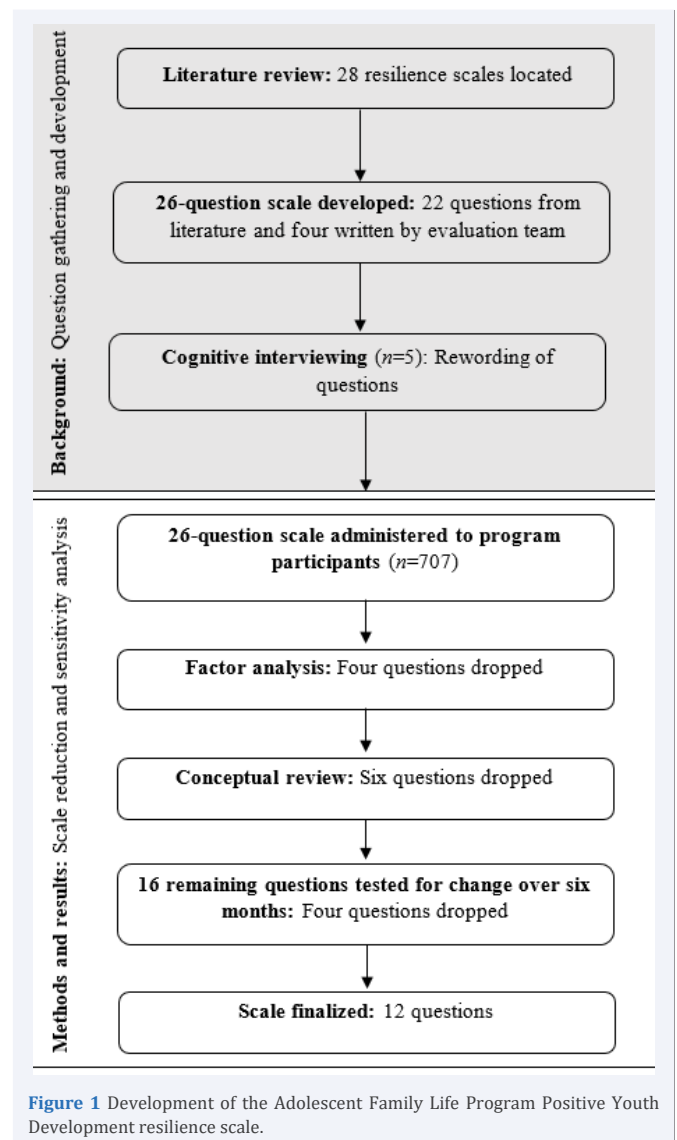 Background: Question gathering and development
Literature review: 28 resilience scales located
26-question scale developed: 22 questions from
literature and four written by evaluation team
Cognitive interviewing (n=5): Rewording of
questions
Methods and results: Scale reduction and sensitivity analysis
26-question scale administered to program
participants (n=707)
Factor analysis: Four questions dropped
Conceptual review: Six questions dropped
16 remaining questions tested for change over six
months: Four questions dropped
Scale finalized: 12 questions
Figure 1 Development of the Adolescent Family Life Program Positive Youth
Development resilience scale.